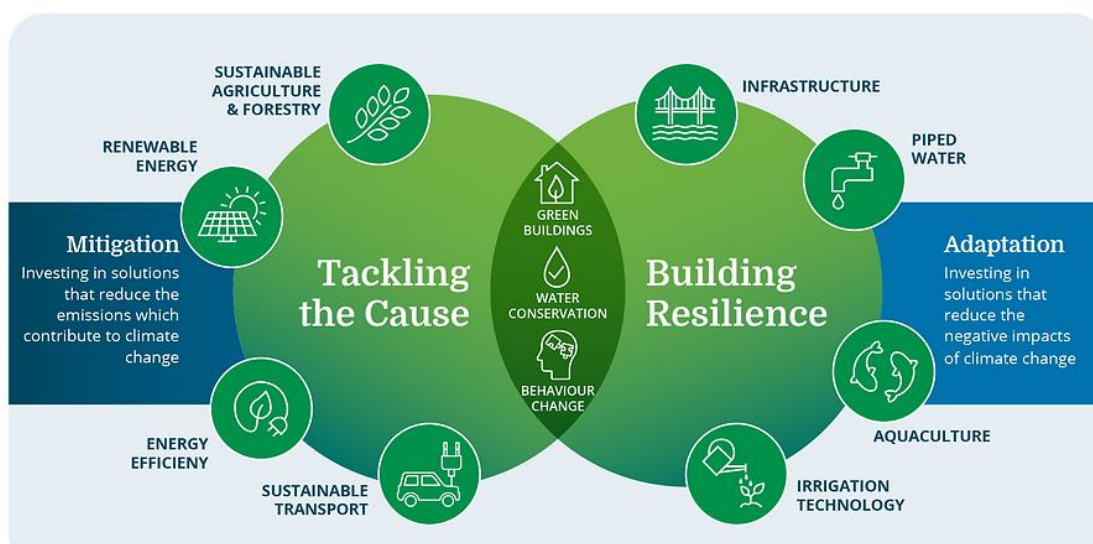 SUSTAINABLE
AGRICULTURE
& FORESTRY
RENEWABLE
ENERGY
Mitigation
Investing in solutions
that reduce the
emissions which
contribute to climate
change
ENERGY
EFFICIENY
SUSTAINABLE
TRANSPORT
Tackling
the Cause
GREEN
BUILDINGS
WATER
CONSERVATION
BEHAVIOUR
CHANGE
Building
Resilience
INFRASTRUCTURE
PIPED
WATER
Adaptation
Investing in
solutions that
reduce the
negative impacts
of climate change
AQUACULTURE
IRRIGATION
TECHNOLOGY